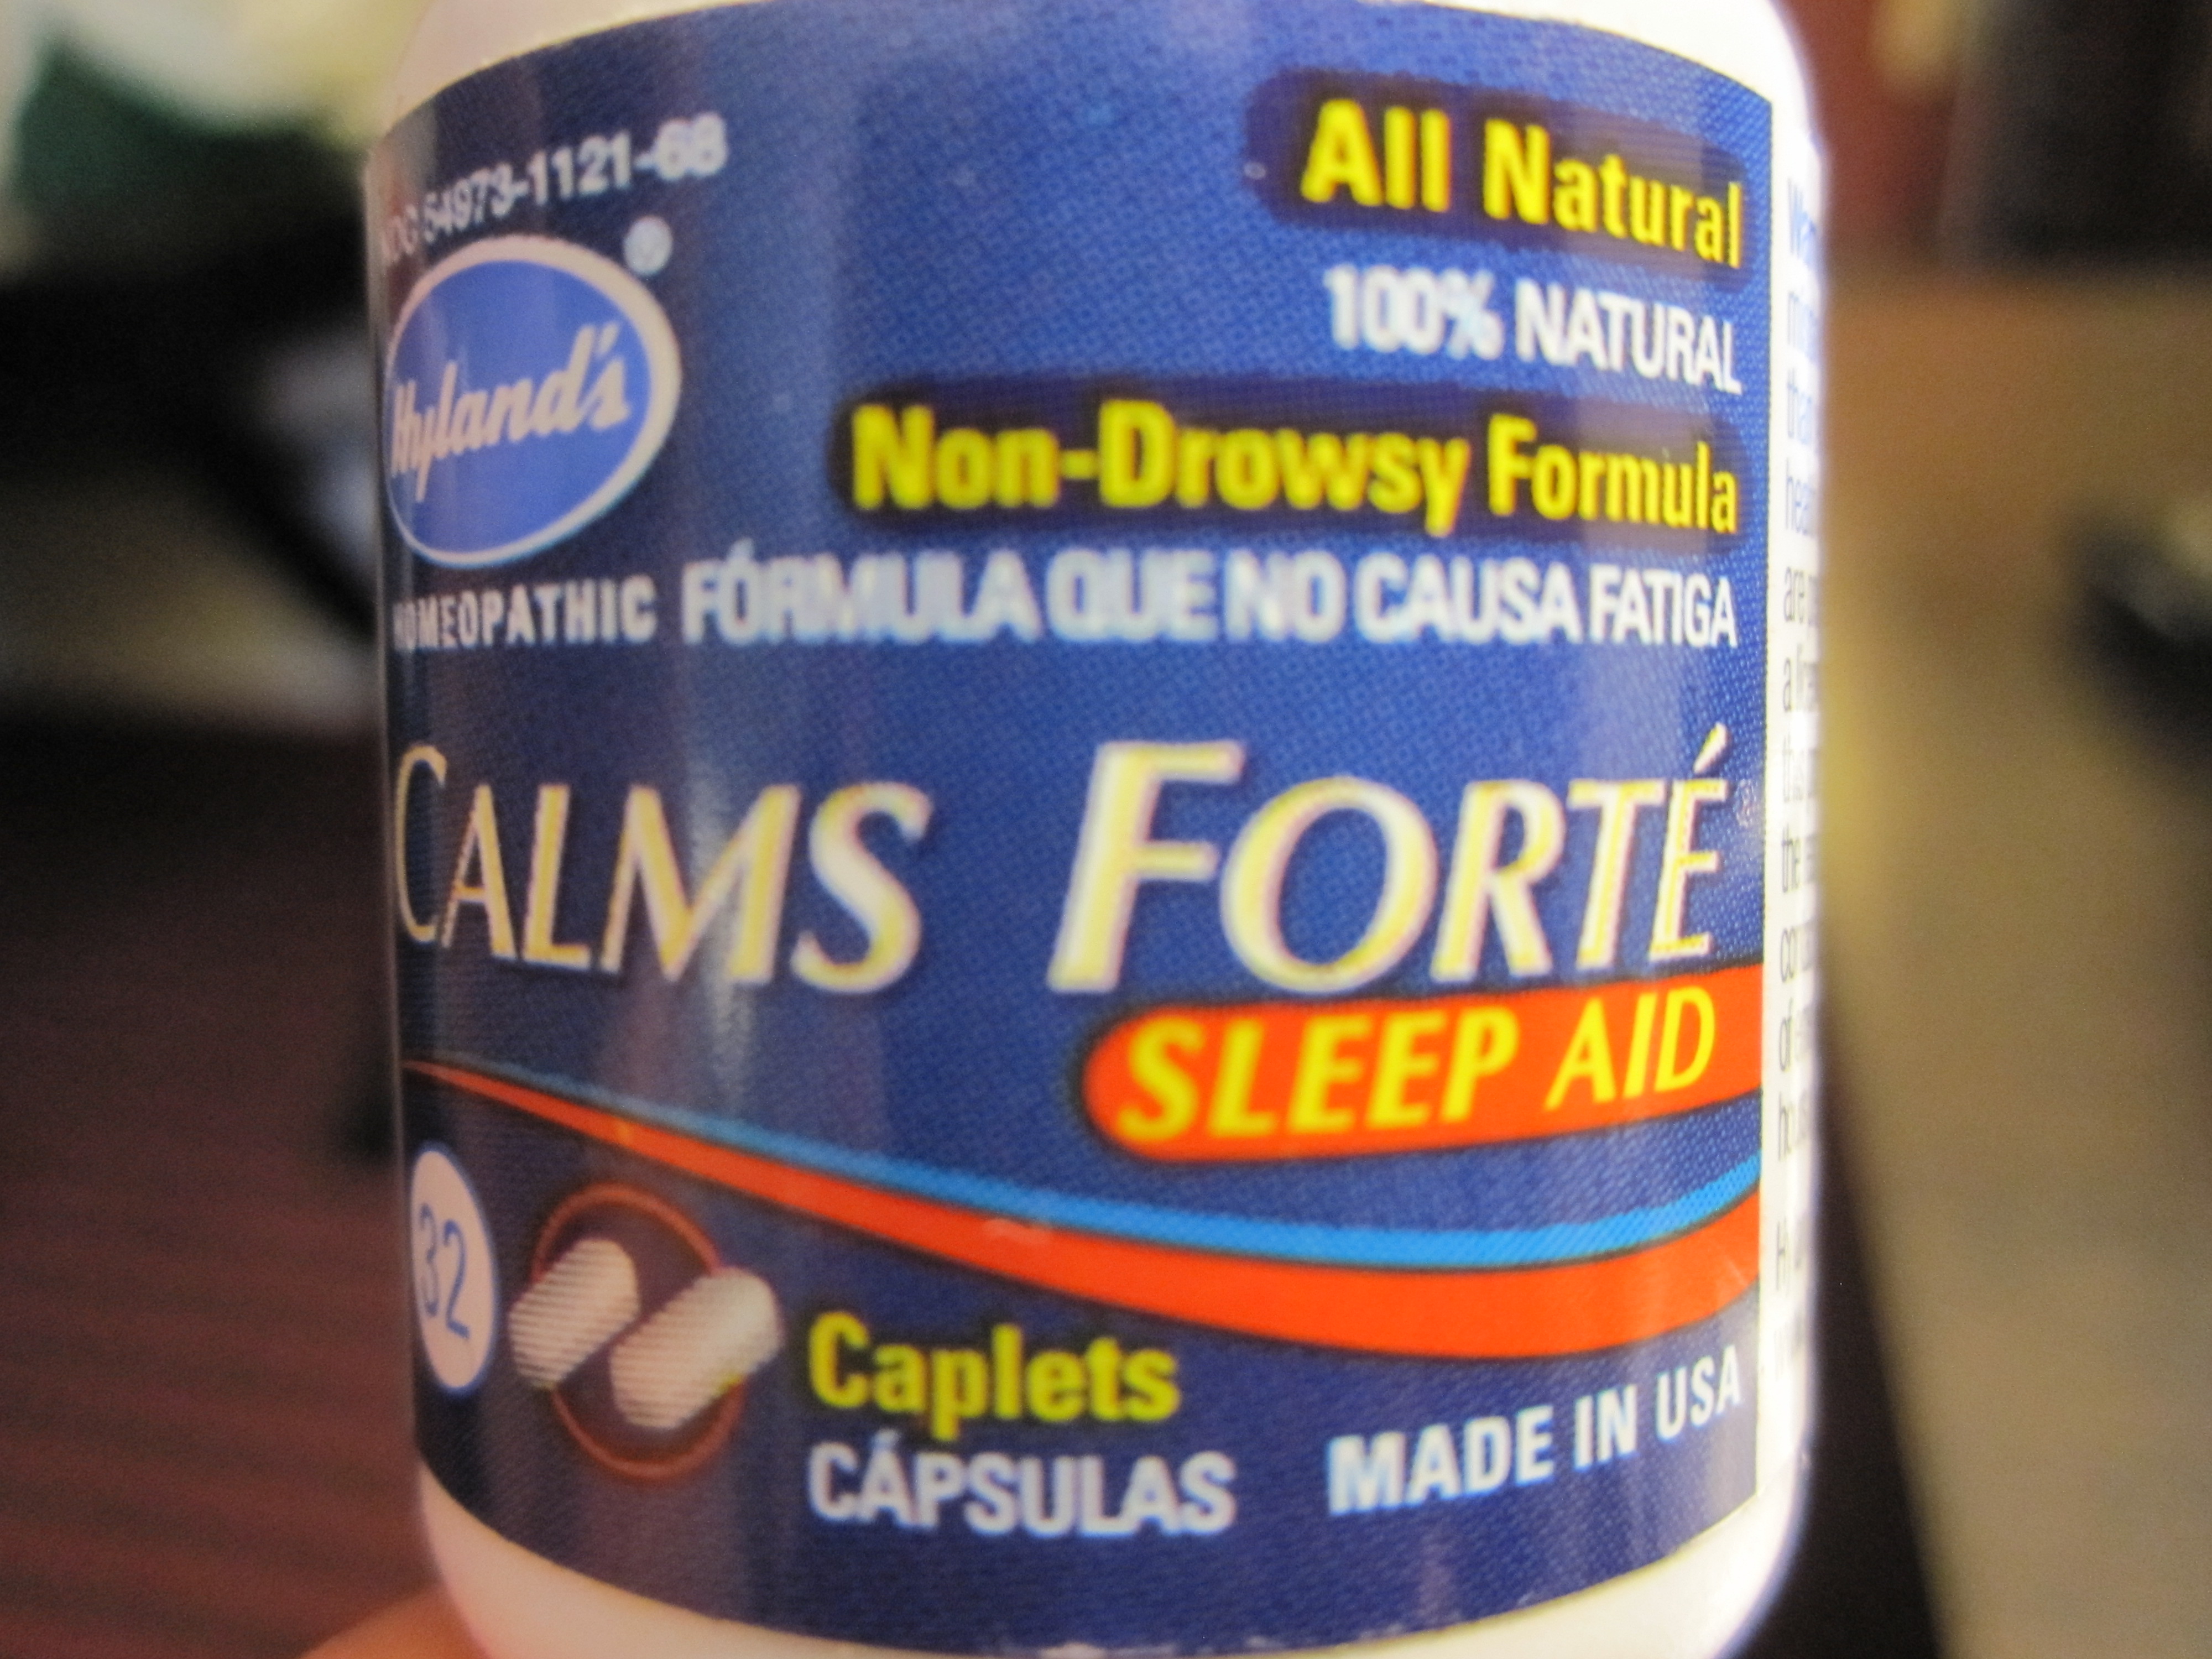 NDC 54973-1121-68
Hyland's®
HOMEOPATHIC
All Natural
100% NATURAL
Non-Drowsy Formula
FÓRMULA QUE NO CAUSA FATIGA
CALMS FORTÉ
SLEEP AID
32
Caplets
CÁPSULAS
MADE IN USA